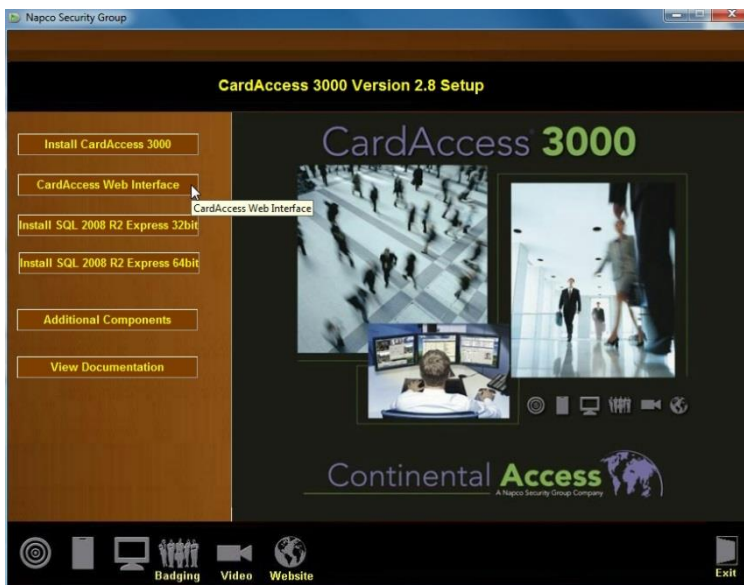 Napco Security Group
CardAccess 3000 Version 2.8 Setup
Install CardAccess 3000
CardAccess Web Interface
CardAccess Web Interface
Install SQL 2008 R2 Express 32bit
Install SQL 2008 R2 Express 64bit
Additional Components
View Documentation
CardAccess® 3000
Continental Access
A Napco Security Group Company
Badging
Video
Website
Exit